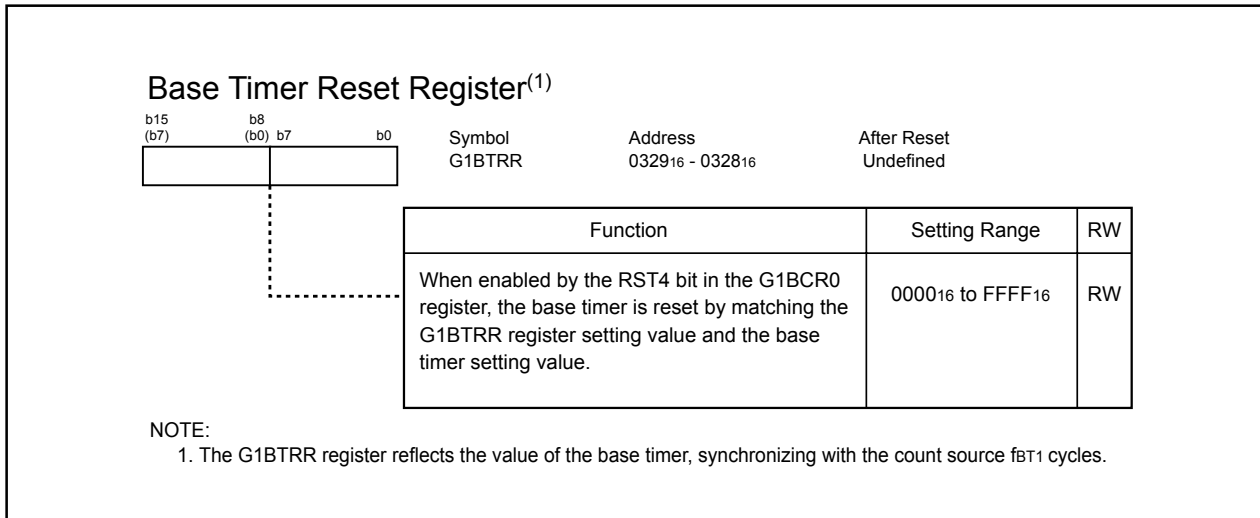 Base Timer Reset Register(1)
b15 b8
(b7) (b0) b7 b0
Symbol Address After Reset
G1BTRR 032916 - 032816 Undefined
Function Setting Range RW
When enabled by the RST4 bit in the G1BCR0
register, the base timer is reset by matching the
G1BTRR register setting value and the base
timer setting value.
000016 to FFFF16 RW
NOTE:
1. The G1BTRR register reflects the value of the base timer, synchronizing with the count source fBT1 cycles.